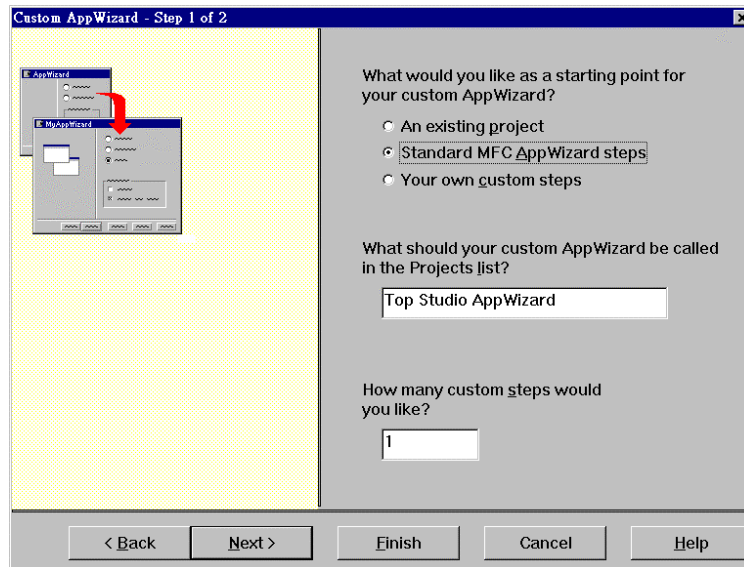 Custom AppWizard - Step 1 of 2
AppWizard
MyAppWizard
What would you like as a starting point for
your custom AppWizard?
An existing project
Standard MFC AppWizard steps
Your own custom steps
What should your custom AppWizard be called
in the Projects list?
Top Studio AppWizard
How many custom steps would
you like?
1
< Back
Next >
Finish
Cancel
Help